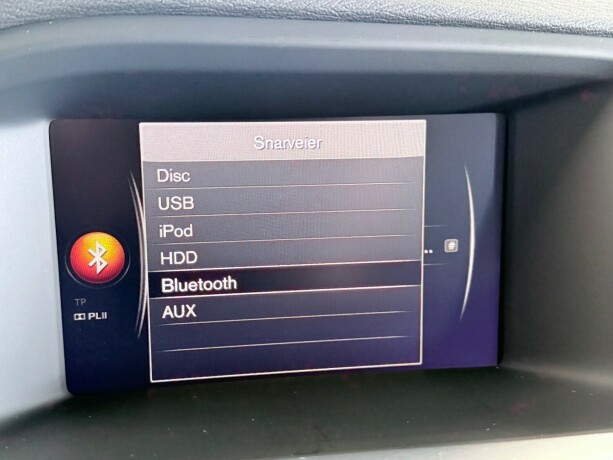 Snarveier
Disc
USB
iPod
HDD
Bluetooth
AUX
..
#
TP
PLII